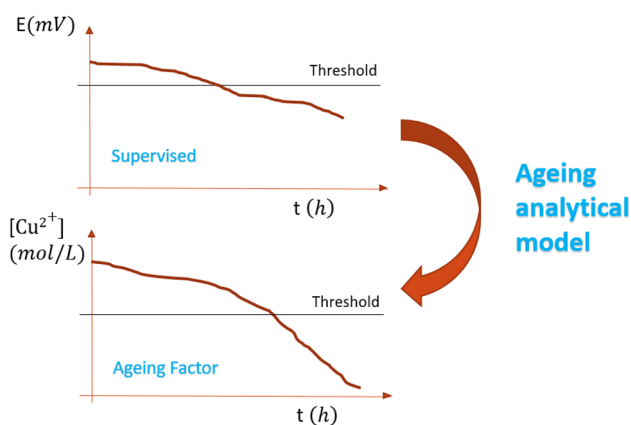 E(mV)
Threshold
Supervised
t (h)
[Cu²⁺]
(mol/L)
Threshold
Ageing Factor
t (h)
Ageing
analytical
model